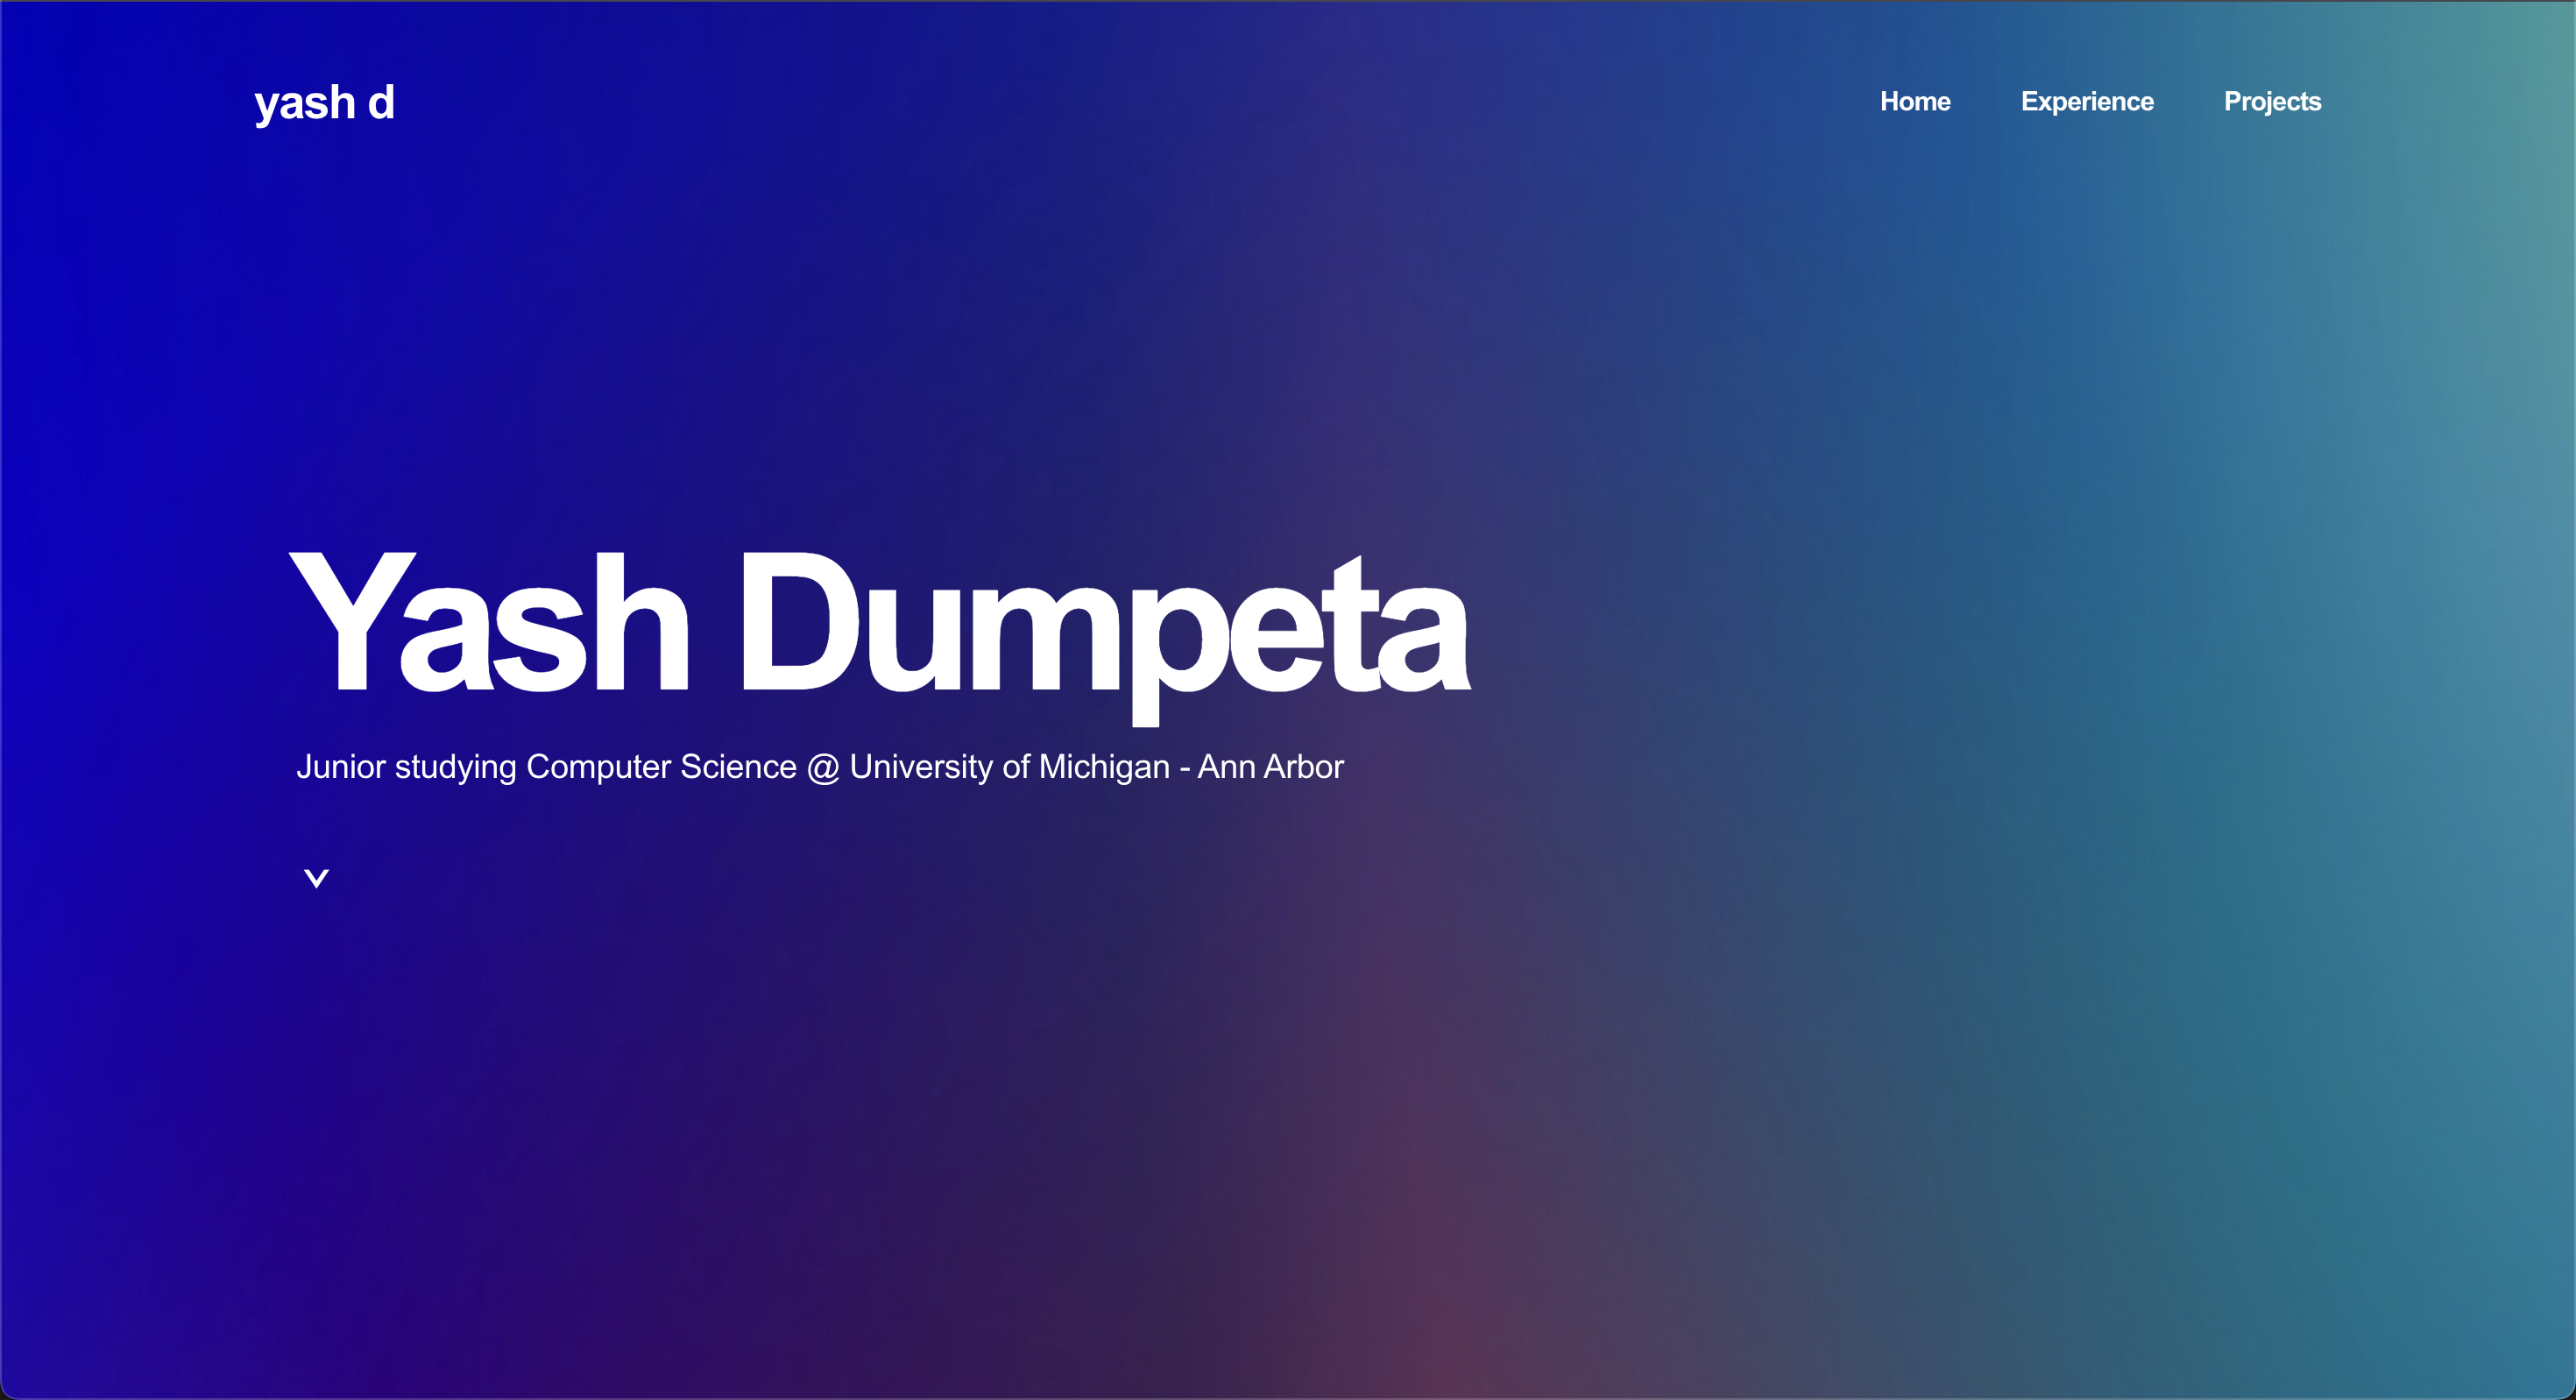 yash d
Home Experience Projects
Yash Dumpeta
Junior studying Computer Science @ University of Michigan - Ann Arbor